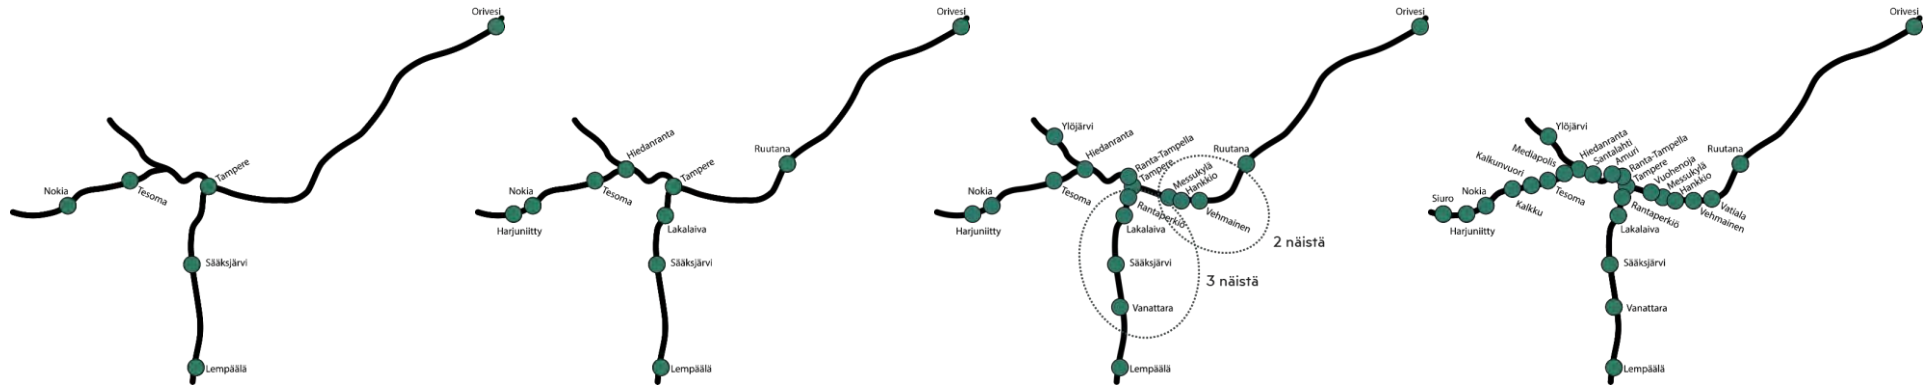 Orivesi
Tampere
Nokia
Tesoma
Sääksjärvi
Lempäälä
Orivesi
Hiedanranta
Ruutana
Tampere
Nokia
Tesoma
Harjuniitty
Lakalaiva
Sääksjärvi
Lempäälä
Orivesi
Ylöjärvi
Hiedanranta
Ranta-Tampella
Tampere
Ruutana
Messukylä
Hankkio
Nokia
Tesoma
Rantaperkiö
Vehmainen
Harjuniitty
Lakalaiva
2 näistä
Sääksjärvi
3 näistä
Vanattara
Lempäälä
Orivesi
Ylöjärvi
Hiedanranta
Santalahti
Amuri
Ranta-Tampella
Tampere
Vuohenoja
Messukylä
Hankkio
Ruutana
Mediapolis
Kalkunvuori
Nokia
Siuro
Tesoma
Kalkku
Harjuniitty
Rantaperkiö
Vehmainen
Vatiala
Lakalaiva
Sääksjärvi
Vanattara
Lempäälä